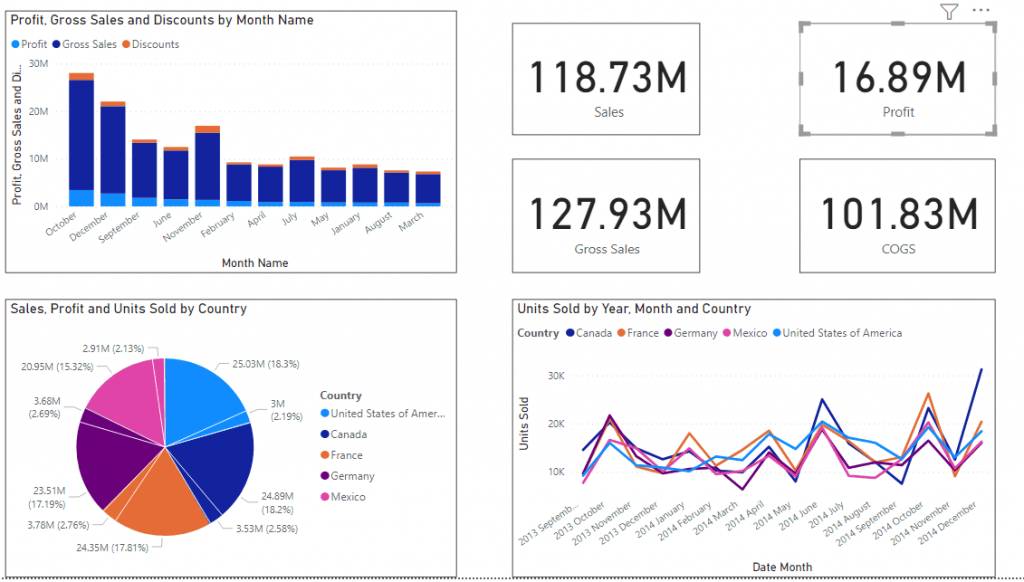 Profit, Gross Sales and Discounts by Month Name
Profit Gross Sales Discounts
Profit, Gross Sales and Di...
30M
20M
10M
0M
October December September June November February April July May January August March
Month Name
118.73M
Sales
16.89M
Profit
127.93M
Gross Sales
101.83M
COGS
Sales, Profit and Units Sold by Country
2.91M (2.13%)
20.95M (15.32%)
3.68M
(2.69%)
23.51M
(17.19%)
3.78M (2.76%)
24.35M (17.81%)
25.03M (18.3%)
3M
(2.19%)
24.89M
(18.2%)
3.53M (2.58%)
Country
United States of Amer...
Canada
France
Germany
Mexico
Units Sold by Year, Month and Country
Country Canada France Germany Mexico United States of America
Units Sold
30K
20K
10K
2013 Septemb... 2013 October 2013 November 2013 December 2014 January 2014 February 2014 March 2014 April 2014 May 2014 June 2014 July 2014 August 2014 September 2014 October 2014 November 2014 December
Date Month